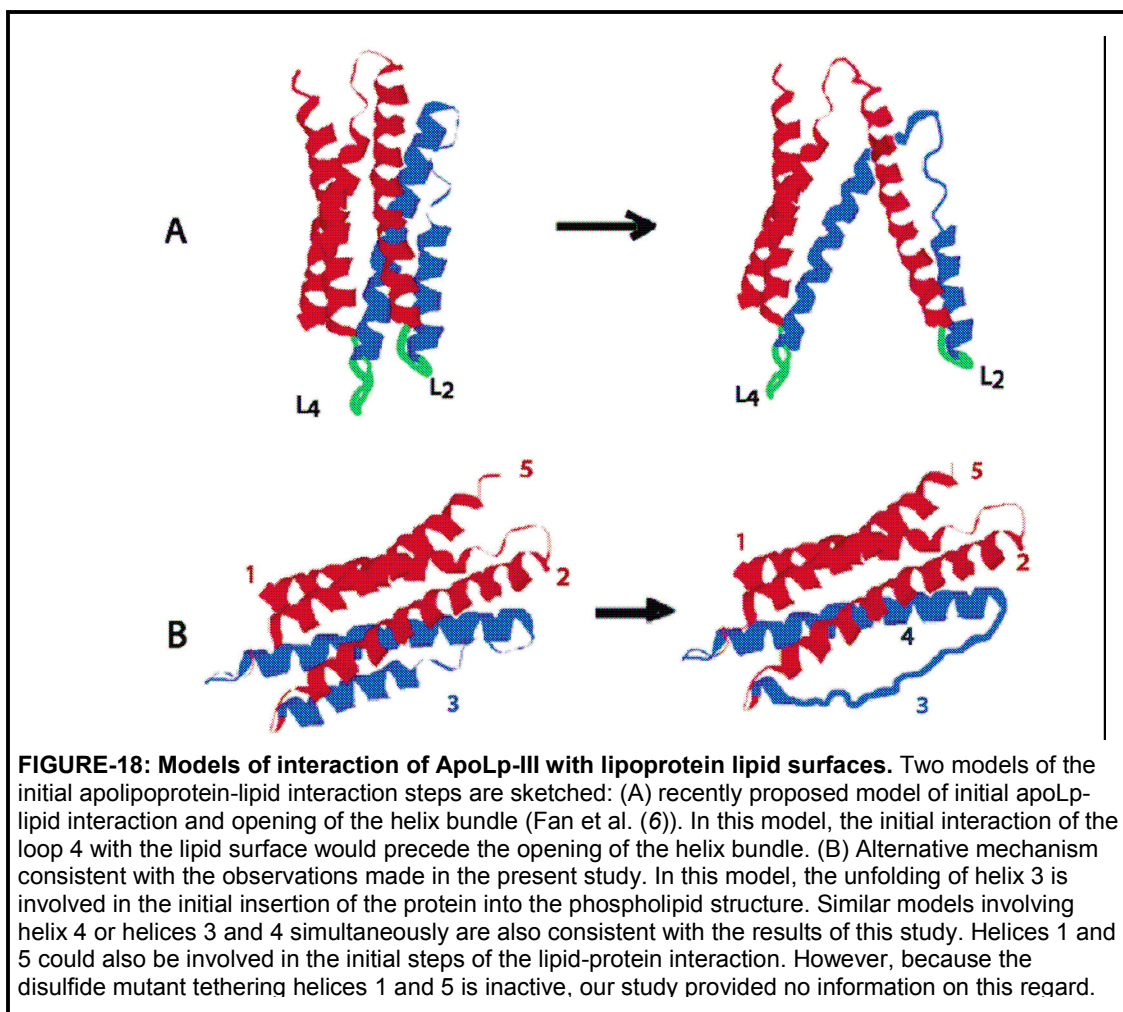 A
L4
L2
L4
L2
5
5
1
2
1
2
B
4
3
3
FIGURE-18: Models of interaction of ApoLp-III with lipoprotein lipid surfaces. Two models of the
initial apolipoprotein-lipid interaction steps are sketched: (A) recently proposed model of initial apoLp-
lipid interaction and opening of the helix bundle (Fan et al. (6)). In this model, the initial interaction of the
loop 4 with the lipid surface would precede the opening of the helix bundle. (B) Alternative mechanism
consistent with the observations made in the present study. In this model, the unfolding of helix 3 is
involved in the initial insertion of the protein into the phospholipid structure. Similar models involving
helix 4 or helices 3 and 4 simultaneously are also consistent with the results of this study. Helices 1 and
5 could also be involved in the initial steps of the lipid-protein interaction. However, because the
disulfide mutant tethering helices 1 and 5 is inactive, our study provided no information on this regard.